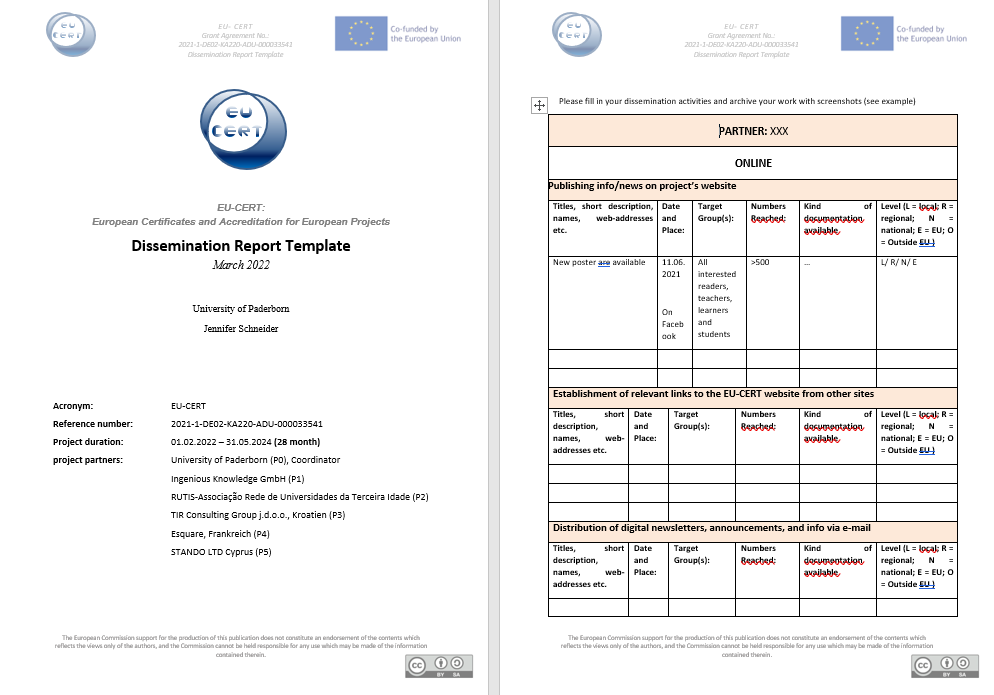 EU
CERT
EU- CERT
Grant Agreement No.:
2021-1-DE02-KA220-ADU-000033541
Dissemination Report Template
Co-funded by
the European Union
EU
CERT
EU-CERT:
European Certificates and Accreditation for European Projects
Dissemination Report Template
March 2022
University of Paderborn
Jennifer Schneider
Acronym: EU-CERT
Reference number: 2021-1-DE02-KA220-ADU-000033541
Project duration: 01.02.2022 – 31.05.2024 (28 month)
project partners: University of Paderborn (P0), Coordinator
Ingenious Knowledge GmbH (P1)
RUTIS-Associação Rede de Universidades da Terceira Idade (P2)
TIR Consulting Group j.d.o.o., Kroatien (P3)
Esquare, Frankreich (P4)
STANDO LTD Cyprus (P5)
The European Commission support for the production of this publication does not constitute an endorsement of the contents which
reflects the views only of the authors, and the Commission cannot be held responsible for any use which may be made of the information
contained therein.
CC BY SA
EU
CERT
EU- CERT
Grant Agreement No.:
2021-1-DE02-KA220-ADU-000033541
Dissemination Report Template
Co-funded by
the European Union
Please fill in your dissemination activities and archive your work with screenshots (see example)
PARTNER: XXX
ONLINE
Publishing info/news on project's website
Titles, short description,
names, web-addresses
etc.
Date
and
Place:
Target
Group(s):
Numbers
Reached:
Kind of
documentation
available.
Level (L = local; R =
regional; N =
national; E = EU; O
= Outside EU )
New poster are available
11.06.
2021
On
Faceb
ook
All
interested
readers,
teachers,
learners
and
students
>500
...
L/ R/ N/ E
Establishment of relevant links to the EU-CERT website from other sites
Titles, short
description,
names, web-
addresses etc.
Date
and
Place:
Target
Group(s):
Numbers
Reached:
Kind of
documentation
available.
Level (L = local; R =
regional; N =
national; E = EU; O
= Outside EU )
Distribution of digital newsletters, announcements, and info via e-mail
Titles, short
description,
names, web-
addresses etc.
Date
and
Place:
Target
Group(s):
Numbers
Reached:
Kind of
documentation
available.
Level (L = local; R =
regional; N =
national; E = EU; O
= Outside EU )
The European Commission support for the production of this publication does not constitute an endorsement of the contents which
reflects the views only of the authors, and the Commission cannot be held responsible for any use which may be made of the information
contained therein.
CC BY SA